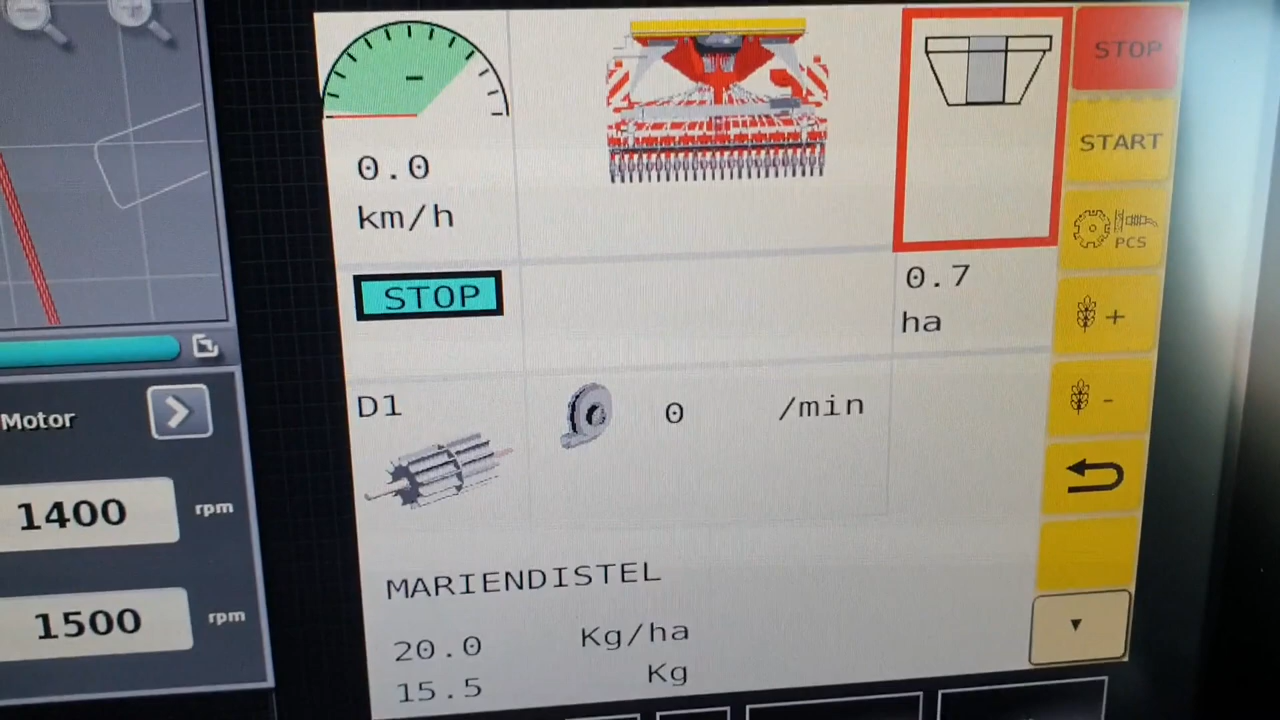 0.0
km/h
STOP
START
PCS
+
-
STOP
0.7
ha
D1
0 /min
MARIENDISTEL
20.0 Kg/ha
15.5 Kg
Motor
1400 rpm
1500 rpm